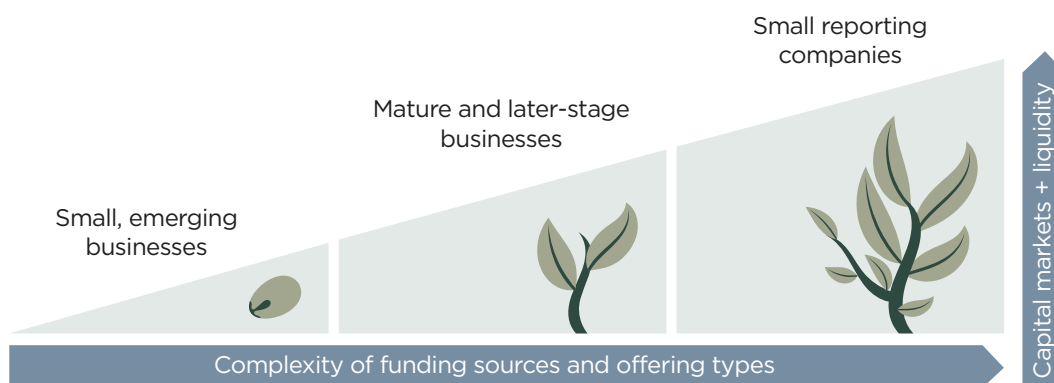 Small reporting
companies
Mature and later-stage
businesses
Small, emerging
businesses
Complexity of funding sources and offering types
Capital markets + liquidity